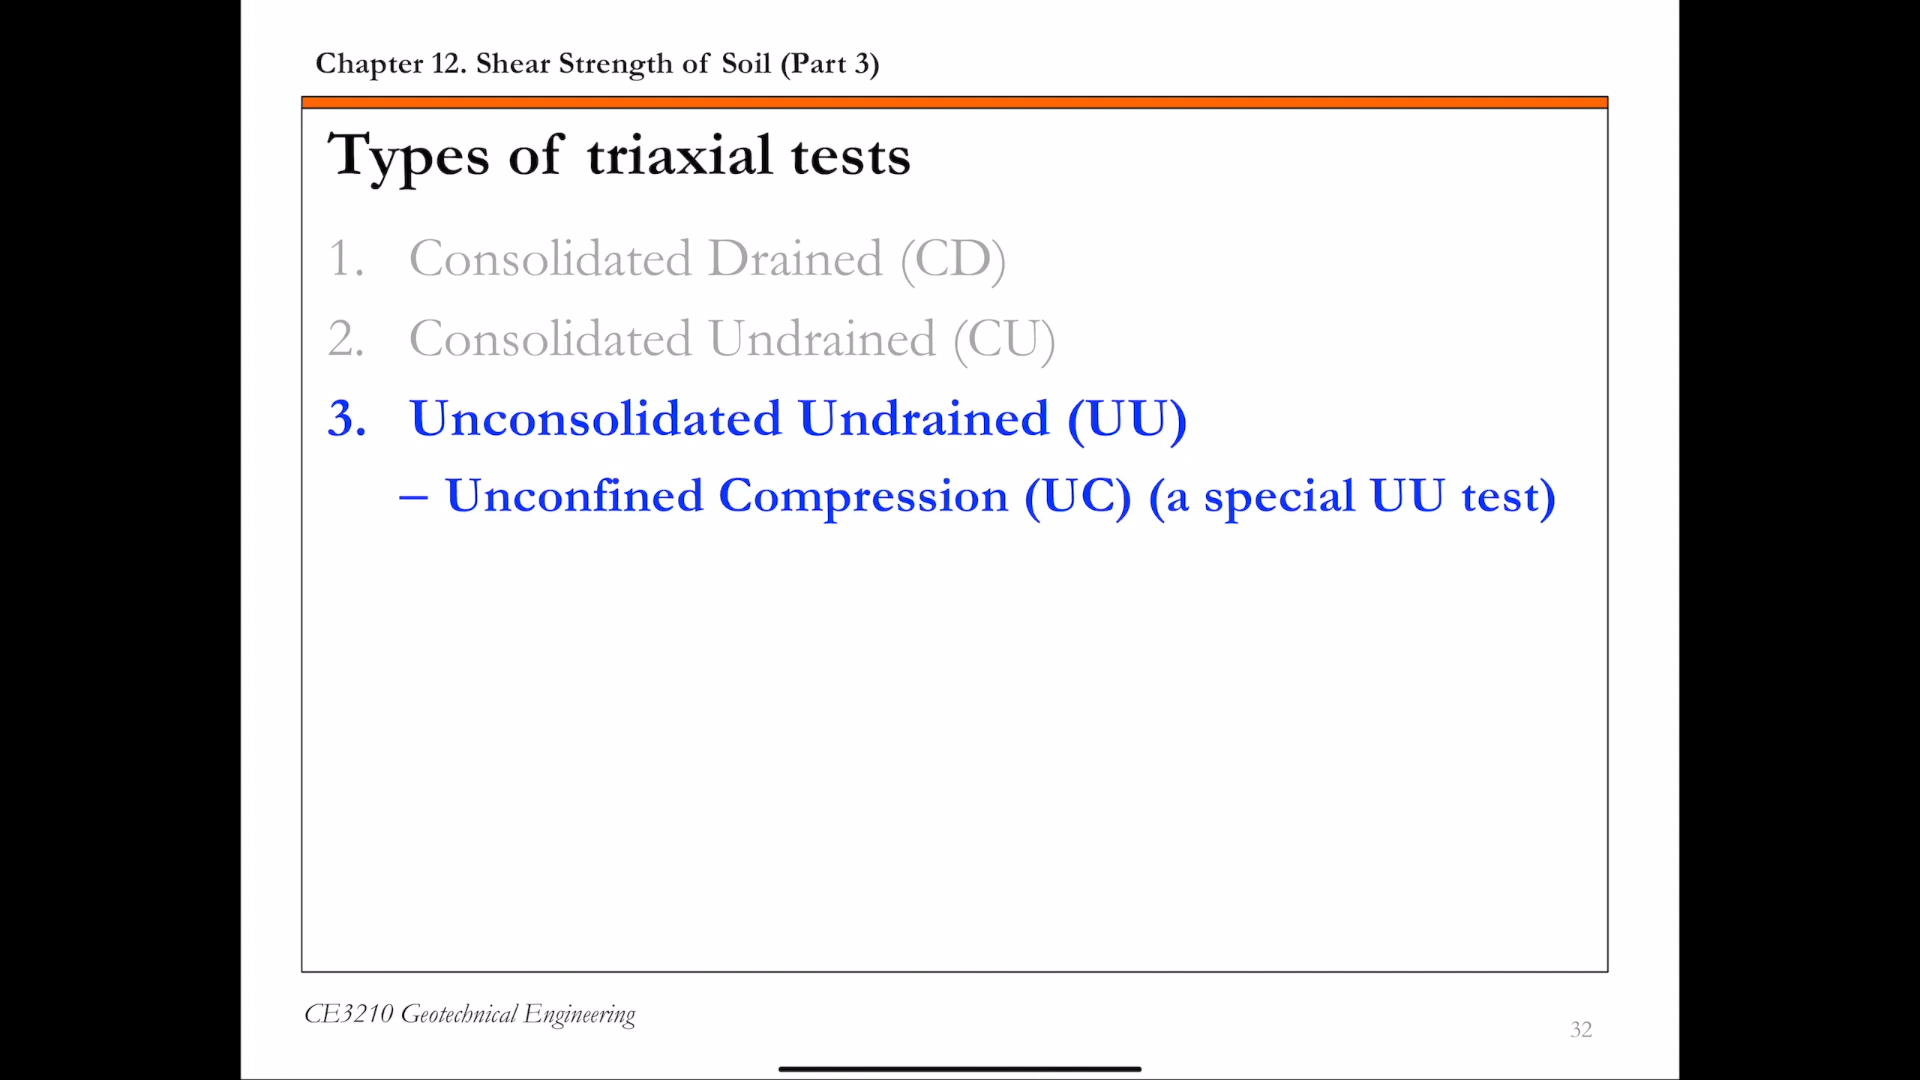 Chapter 12. Shear Strength of Soil (Part 3)
Types of triaxial tests
1. Consolidated Drained (CD)
2. Consolidated Undrained (CU)
3. Unconsolidated Undrained (UU)
– Unconfined Compression (UC) (a special UU test)
CE3210 Geotechnical Engineering
32